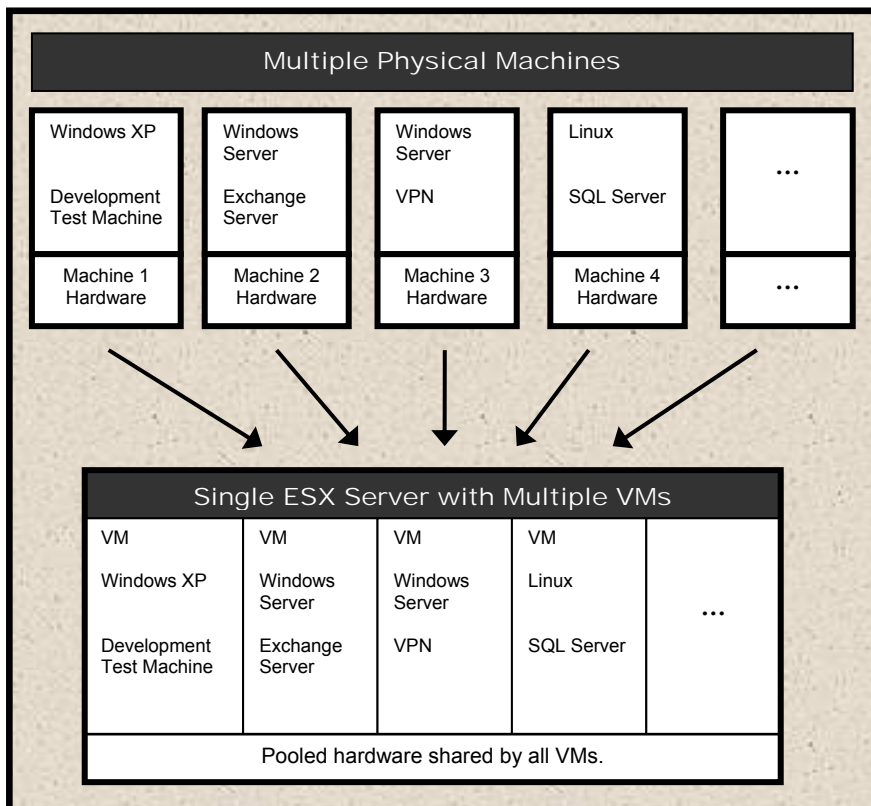 Multiple Physical Machines
Windows XP
Development
Test Machine
Machine 1
Hardware
Windows
Server
Exchange
Server
Machine 2
Hardware
Windows
Server
VPN
Machine 3
Hardware
Linux
SQL Server
Machine 4
Hardware
...
...
Single ESX Server with Multiple VMs
VM
Windows XP
Development
Test Machine
VM
Windows
Server
Exchange
Server
VM
Windows
Server
VPN
VM
Linux
SQL Server
...
Pooled hardware shared by all VMs.